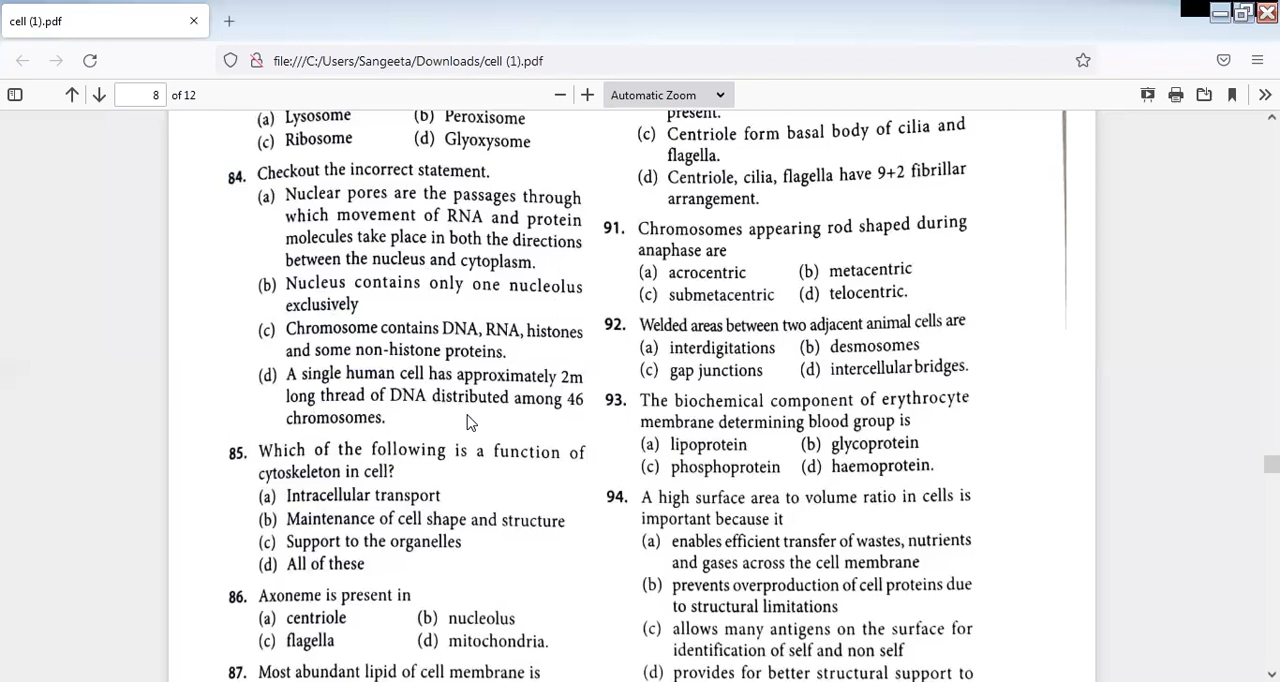 cell (1).pdf
file:///C:/Users/Sangeeta/Downloads/cell (1).pdf
8 of 12
Automatic Zoom
(a) Lysosome (b) Peroxisome
(c) Ribosome (d) Glyoxysome
84. Checkout the incorrect statement.
(a) Nuclear pores are the passages through
which movement of RNA and protein
molecules take place in both the directions
between the nucleus and cytoplasm.
(b) Nucleus contains only one nucleolus
exclusively
(c) Chromosome contains DNA, RNA, histones
and some non-histone proteins.
(d) A single human cell has approximately 2m
long thread of DNA distributed among 46
chromosomes.
85. Which of the following is a function of
cytoskeleton in cell?
(a) Intracellular transport
(b) Maintenance of cell shape and structure
(c) Support to the organelles
(d) All of these
86. Axoneme is present in
(a) centriole (b) nucleolus
(c) flagella (d) mitochondria.
87. Most abundant lipid of cell membrane is
present.
(c) Centriole form basal body of cilia and
flagella.
(d) Centriole, cilia, flagella have 9+2 fibrillar
arrangement.
91. Chromosomes appearing rod shaped during
anaphase are
(a) acrocentric (b) metacentric
(c) submetacentric (d) telocentric.
92. Welded areas between two adjacent animal cells are
(a) interdigitations (b) desmosomes
(c) gap junctions (d) intercellular bridges.
93. The biochemical component of erythrocyte
membrane determining blood group is
(a) lipoprotein (b) glycoprotein
(c) phosphoprotein (d) haemoprotein.
94. A high surface area to volume ratio in cells is
important because it
(a) enables efficient transfer of wastes, nutrients
and gases across the cell membrane
(b) prevents overproduction of cell proteins due
to structural limitations
(c) allows many antigens on the surface for
identification of self and non self
(d) provides for better structural support to